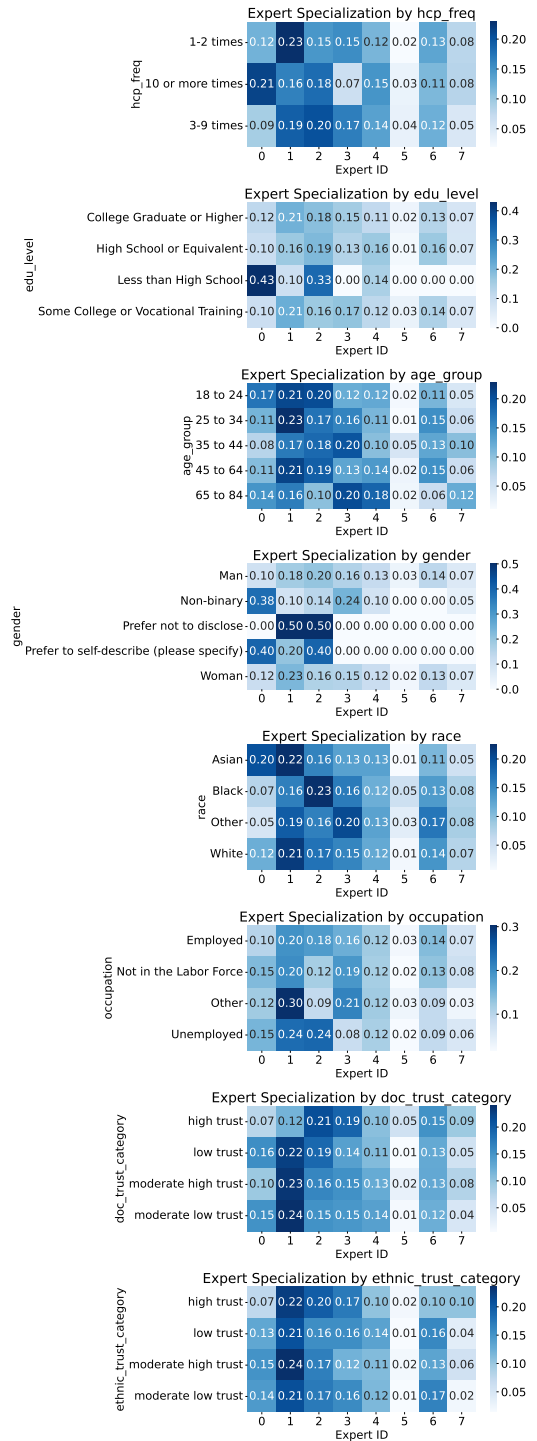 Expert Specialization by hcp_freq
hcp_freq
1-2 times 0.12 0.23 0.15 0.15 0.12 0.02 0.13 0.08
10 or more times 0.21 0.16 0.18 0.07 0.15 0.03 0.11 0.08
3-9 times 0.09 0.19 0.20 0.17 0.14 0.04 0.12 0.05
0 1 2 3 4 5 6 7
Expert ID
0.20
0.15
0.10
0.05
Expert Specialization by edu_level
edu_level
College Graduate or Higher 0.12 0.21 0.18 0.15 0.11 0.02 0.13 0.07
High School or Equivalent 0.10 0.16 0.19 0.13 0.16 0.01 0.16 0.07
Less than High School 0.43 0.10 0.33 0.00 0.14 0.00 0.00 0.00
Some College or Vocational Training 0.10 0.21 0.16 0.17 0.12 0.03 0.14 0.07
0 1 2 3 4 5 6 7
Expert ID
0.4
0.3
0.2
0.1
0.0
Expert Specialization by age_group
age_group
18 to 24 0.17 0.21 0.20 0.12 0.12 0.02 0.11 0.05
25 to 34 0.11 0.23 0.17 0.16 0.11 0.01 0.15 0.06
35 to 44 0.08 0.17 0.18 0.20 0.10 0.05 0.13 0.10
45 to 64 0.11 0.21 0.19 0.13 0.14 0.02 0.15 0.06
65 to 84 0.14 0.16 0.10 0.20 0.18 0.02 0.06 0.12
0 1 2 3 4 5 6 7
Expert ID
0.20
0.15
0.10
0.05
Expert Specialization by gender
gender
Man 0.10 0.18 0.20 0.16 0.13 0.03 0.14 0.07
Non-binary 0.38 0.10 0.14 0.24 0.10 0.00 0.00 0.05
Prefer not to disclose 0.00 0.50 0.50 0.00 0.00 0.00 0.00 0.00
Prefer to self-describe (please specify) 0.40 0.20 0.40 0.00 0.00 0.00 0.00 0.00
Woman 0.12 0.23 0.16 0.15 0.12 0.02 0.13 0.07
0 1 2 3 4 5 6 7
Expert ID
0.5
0.4
0.3
0.2
0.1
0.0
Expert Specialization by race
race
Asian 0.20 0.22 0.16 0.13 0.13 0.01 0.11 0.05
Black 0.07 0.16 0.23 0.16 0.12 0.05 0.13 0.08
Other 0.05 0.19 0.16 0.20 0.13 0.03 0.17 0.08
White 0.12 0.21 0.17 0.15 0.12 0.01 0.14 0.07
0 1 2 3 4 5 6 7
Expert ID
0.20
0.15
0.10
0.05
Expert Specialization by occupation
occupation
Employed 0.10 0.20 0.18 0.16 0.12 0.03 0.14 0.07
Not in the Labor Force 0.15 0.20 0.12 0.19 0.12 0.02 0.13 0.08
Other 0.12 0.30 0.09 0.21 0.12 0.03 0.09 0.03
Unemployed 0.15 0.24 0.24 0.08 0.12 0.02 0.09 0.06
0 1 2 3 4 5 6 7
Expert ID
0.3
0.2
0.1
Expert Specialization by doc_trust_category
doc_trust_category
high trust 0.07 0.12 0.21 0.19 0.10 0.05 0.15 0.09
low trust 0.16 0.22 0.19 0.14 0.11 0.01 0.13 0.05
moderate high trust 0.10 0.23 0.16 0.15 0.13 0.02 0.13 0.08
moderate low trust 0.15 0.24 0.15 0.15 0.14 0.01 0.12 0.04
0 1 2 3 4 5 6 7
Expert ID
0.20
0.15
0.10
0.05
Expert Specialization by ethnic_trust_category
ethnic_trust_category
high trust 0.07 0.22 0.20 0.17 0.10 0.02 0.10 0.10
low trust 0.13 0.21 0.16 0.16 0.14 0.01 0.16 0.04
moderate high trust 0.15 0.24 0.17 0.12 0.11 0.02 0.13 0.06
moderate low trust 0.14 0.21 0.17 0.16 0.12 0.01 0.17 0.02
0 1 2 3 4 5 6 7
Expert ID
0.20
0.15
0.10
0.05